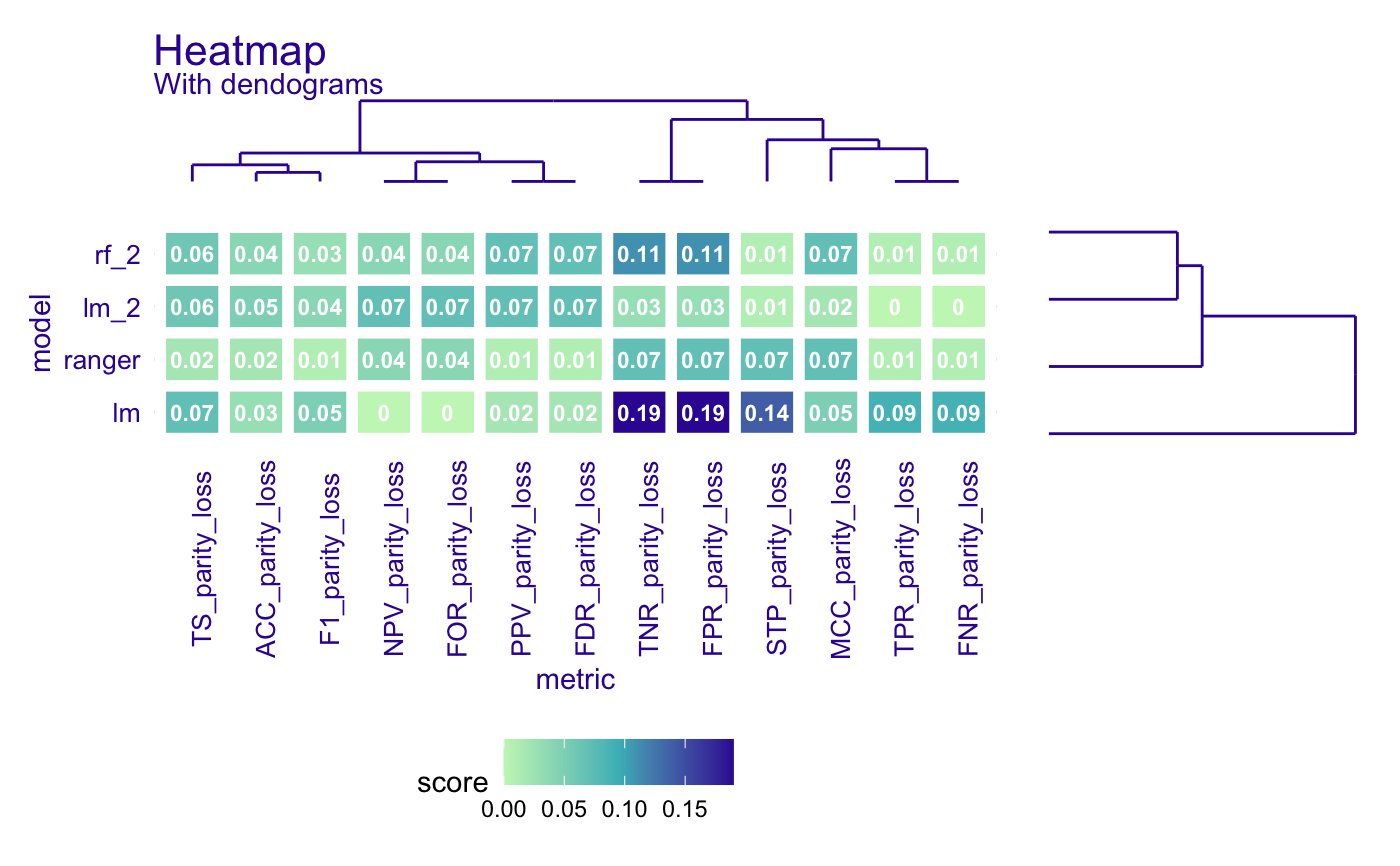 Heatmap
With dendograms
model
rf_2 0.06 0.04 0.03 0.04 0.04 0.07 0.07 0.11 0.11 0.01 0.07 0.01 0.01
lm_2 0.06 0.05 0.04 0.07 0.07 0.07 0.07 0.03 0.03 0.01 0.02 0 0
ranger 0.02 0.02 0.01 0.04 0.04 0.01 0.01 0.07 0.07 0.07 0.07 0.01 0.01
lm 0.07 0.03 0.05 0 0 0.02 0.02 0.19 0.19 0.14 0.05 0.09 0.09
TS_parity_loss
ACC_parity_loss
F1_parity_loss
NPV_parity_loss
FOR_parity_loss
PPV_parity_loss
FDR_parity_loss
TNR_parity_loss
FPR_parity_loss
STP_parity_loss
MCC_parity_loss
TPR_parity_loss
FNR_parity_loss
metric
score
0.00 0.05 0.10 0.15